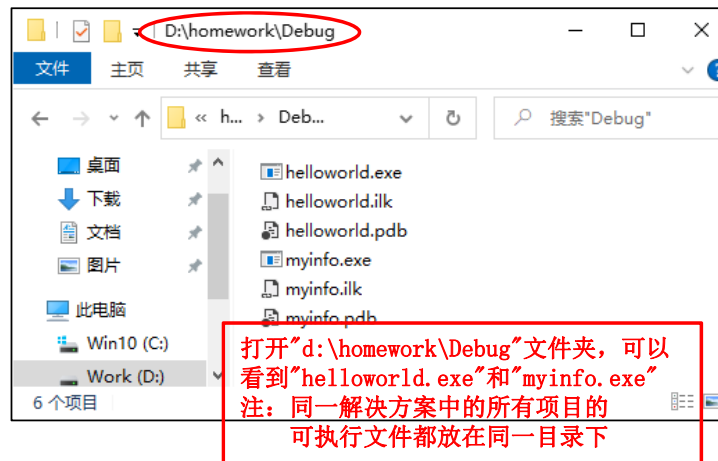 D:\homework\Debug
文件 主页 共享 查看
« h... › Deb... 搜索"Debug"
桌面
下载
文档
图片
此电脑
Win10 (C:)
Work (D:)
helloworld.exe
helloworld.ilk
helloworld.pdb
myinfo.exe
myinfo.ilk
myinfo.pdb
6 个项目
打开"d:\homework\Debug"文件夹，可以
看到"helloworld.exe"和"myinfo.exe"
注：同一解决方案中的所有项目的
可执行文件都放在同一目录下